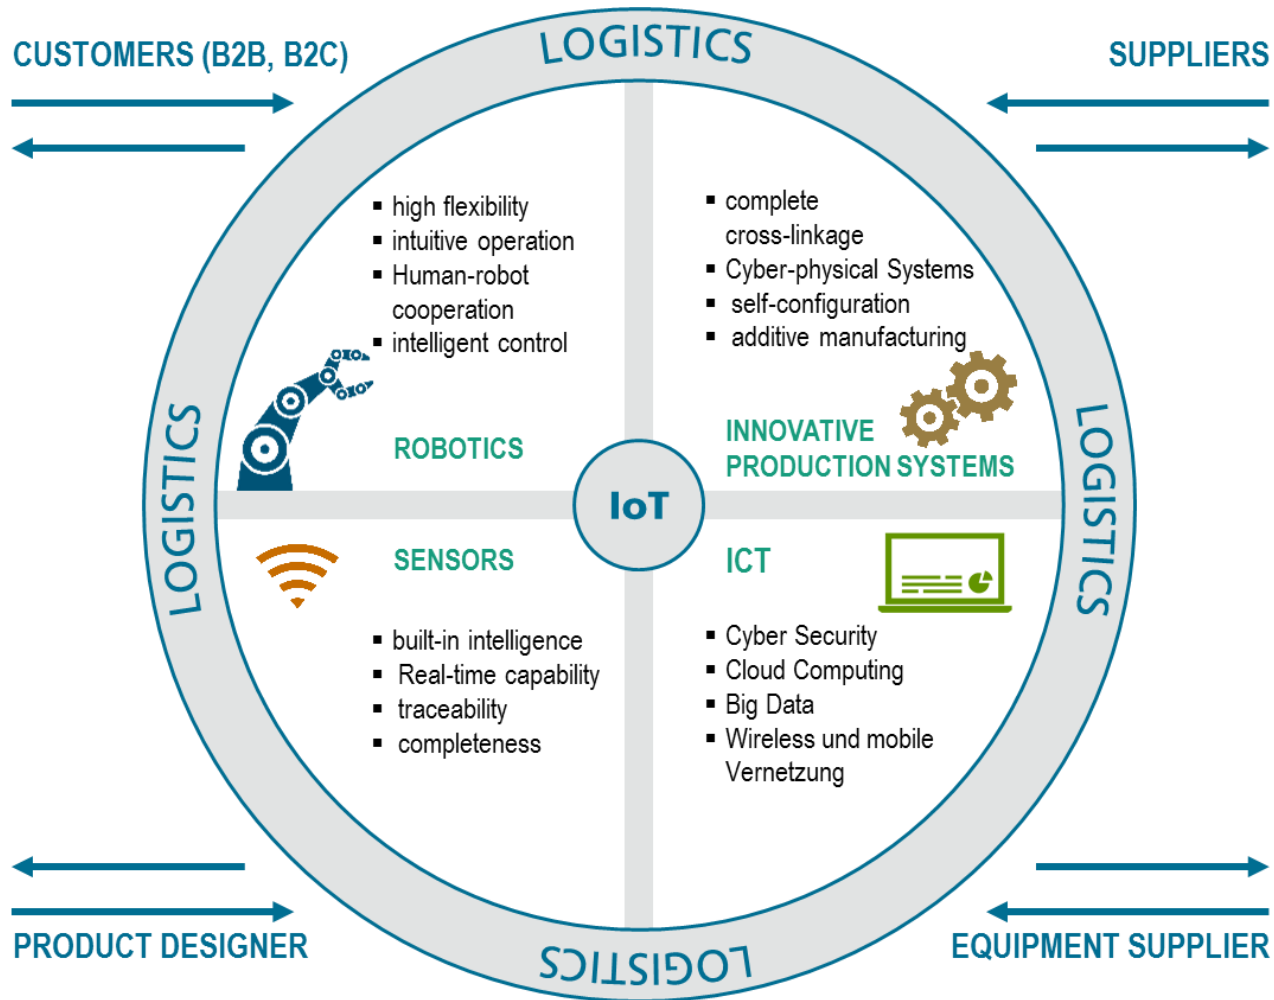 LOGISTICS
CUSTOMERS (B2B, B2C)
SUPPLIERS
▪ high flexibility
▪ intuitive operation
▪ Human-robot
cooperation
▪ intelligent control
ROBOTICS
▪ complete
cross-linkage
▪ Cyber-physical Systems
▪ self-configuration
▪ additive manufacturing
INNOVATIVE
PRODUCTION SYSTEMS
LOGISTICS
IoT
LOGISTICS
SENSORS
▪ built-in intelligence
▪ Real-time capability
▪ traceability
▪ completeness
ICT
▪ Cyber Security
▪ Cloud Computing
▪ Big Data
▪ Wireless und mobile
Vernetzung
PRODUCT DESIGNER
EQUIPMENT SUPPLIER
LOGISTICS